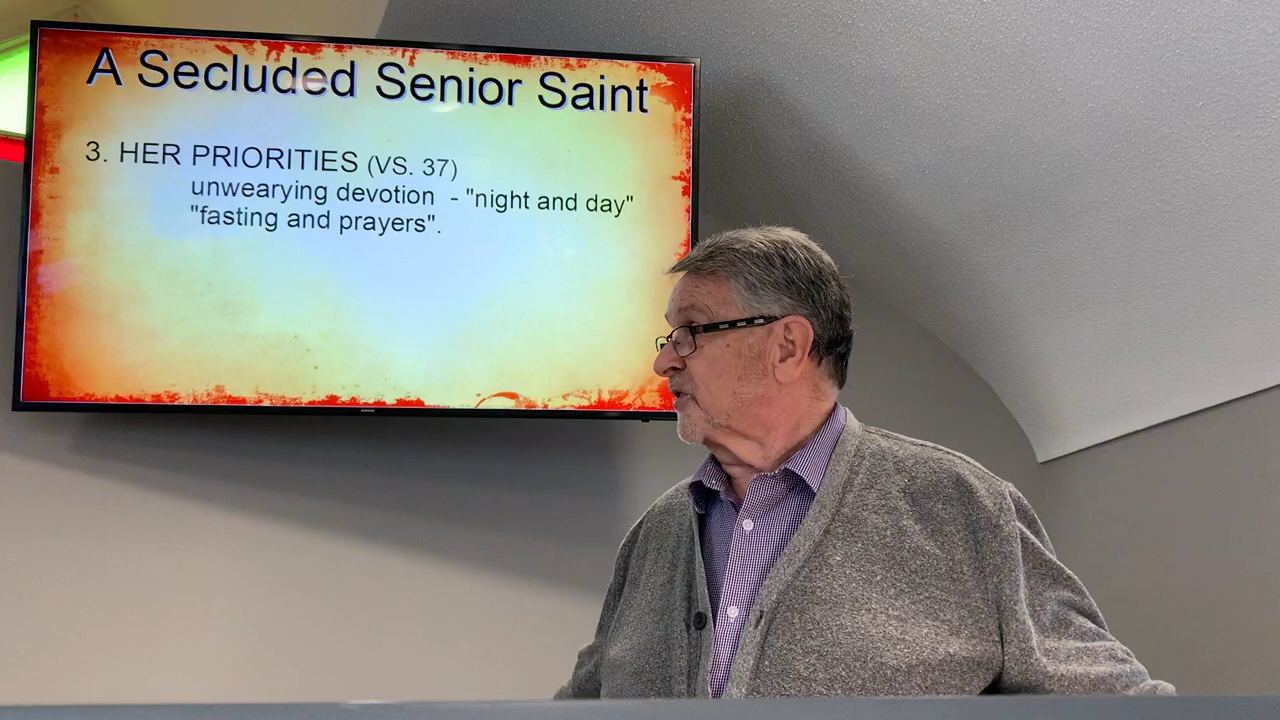 A Secluded Senior Saint
3. HER PRIORITIES (VS. 37)
unwearying devotion - "night and day"
"fasting and prayers".